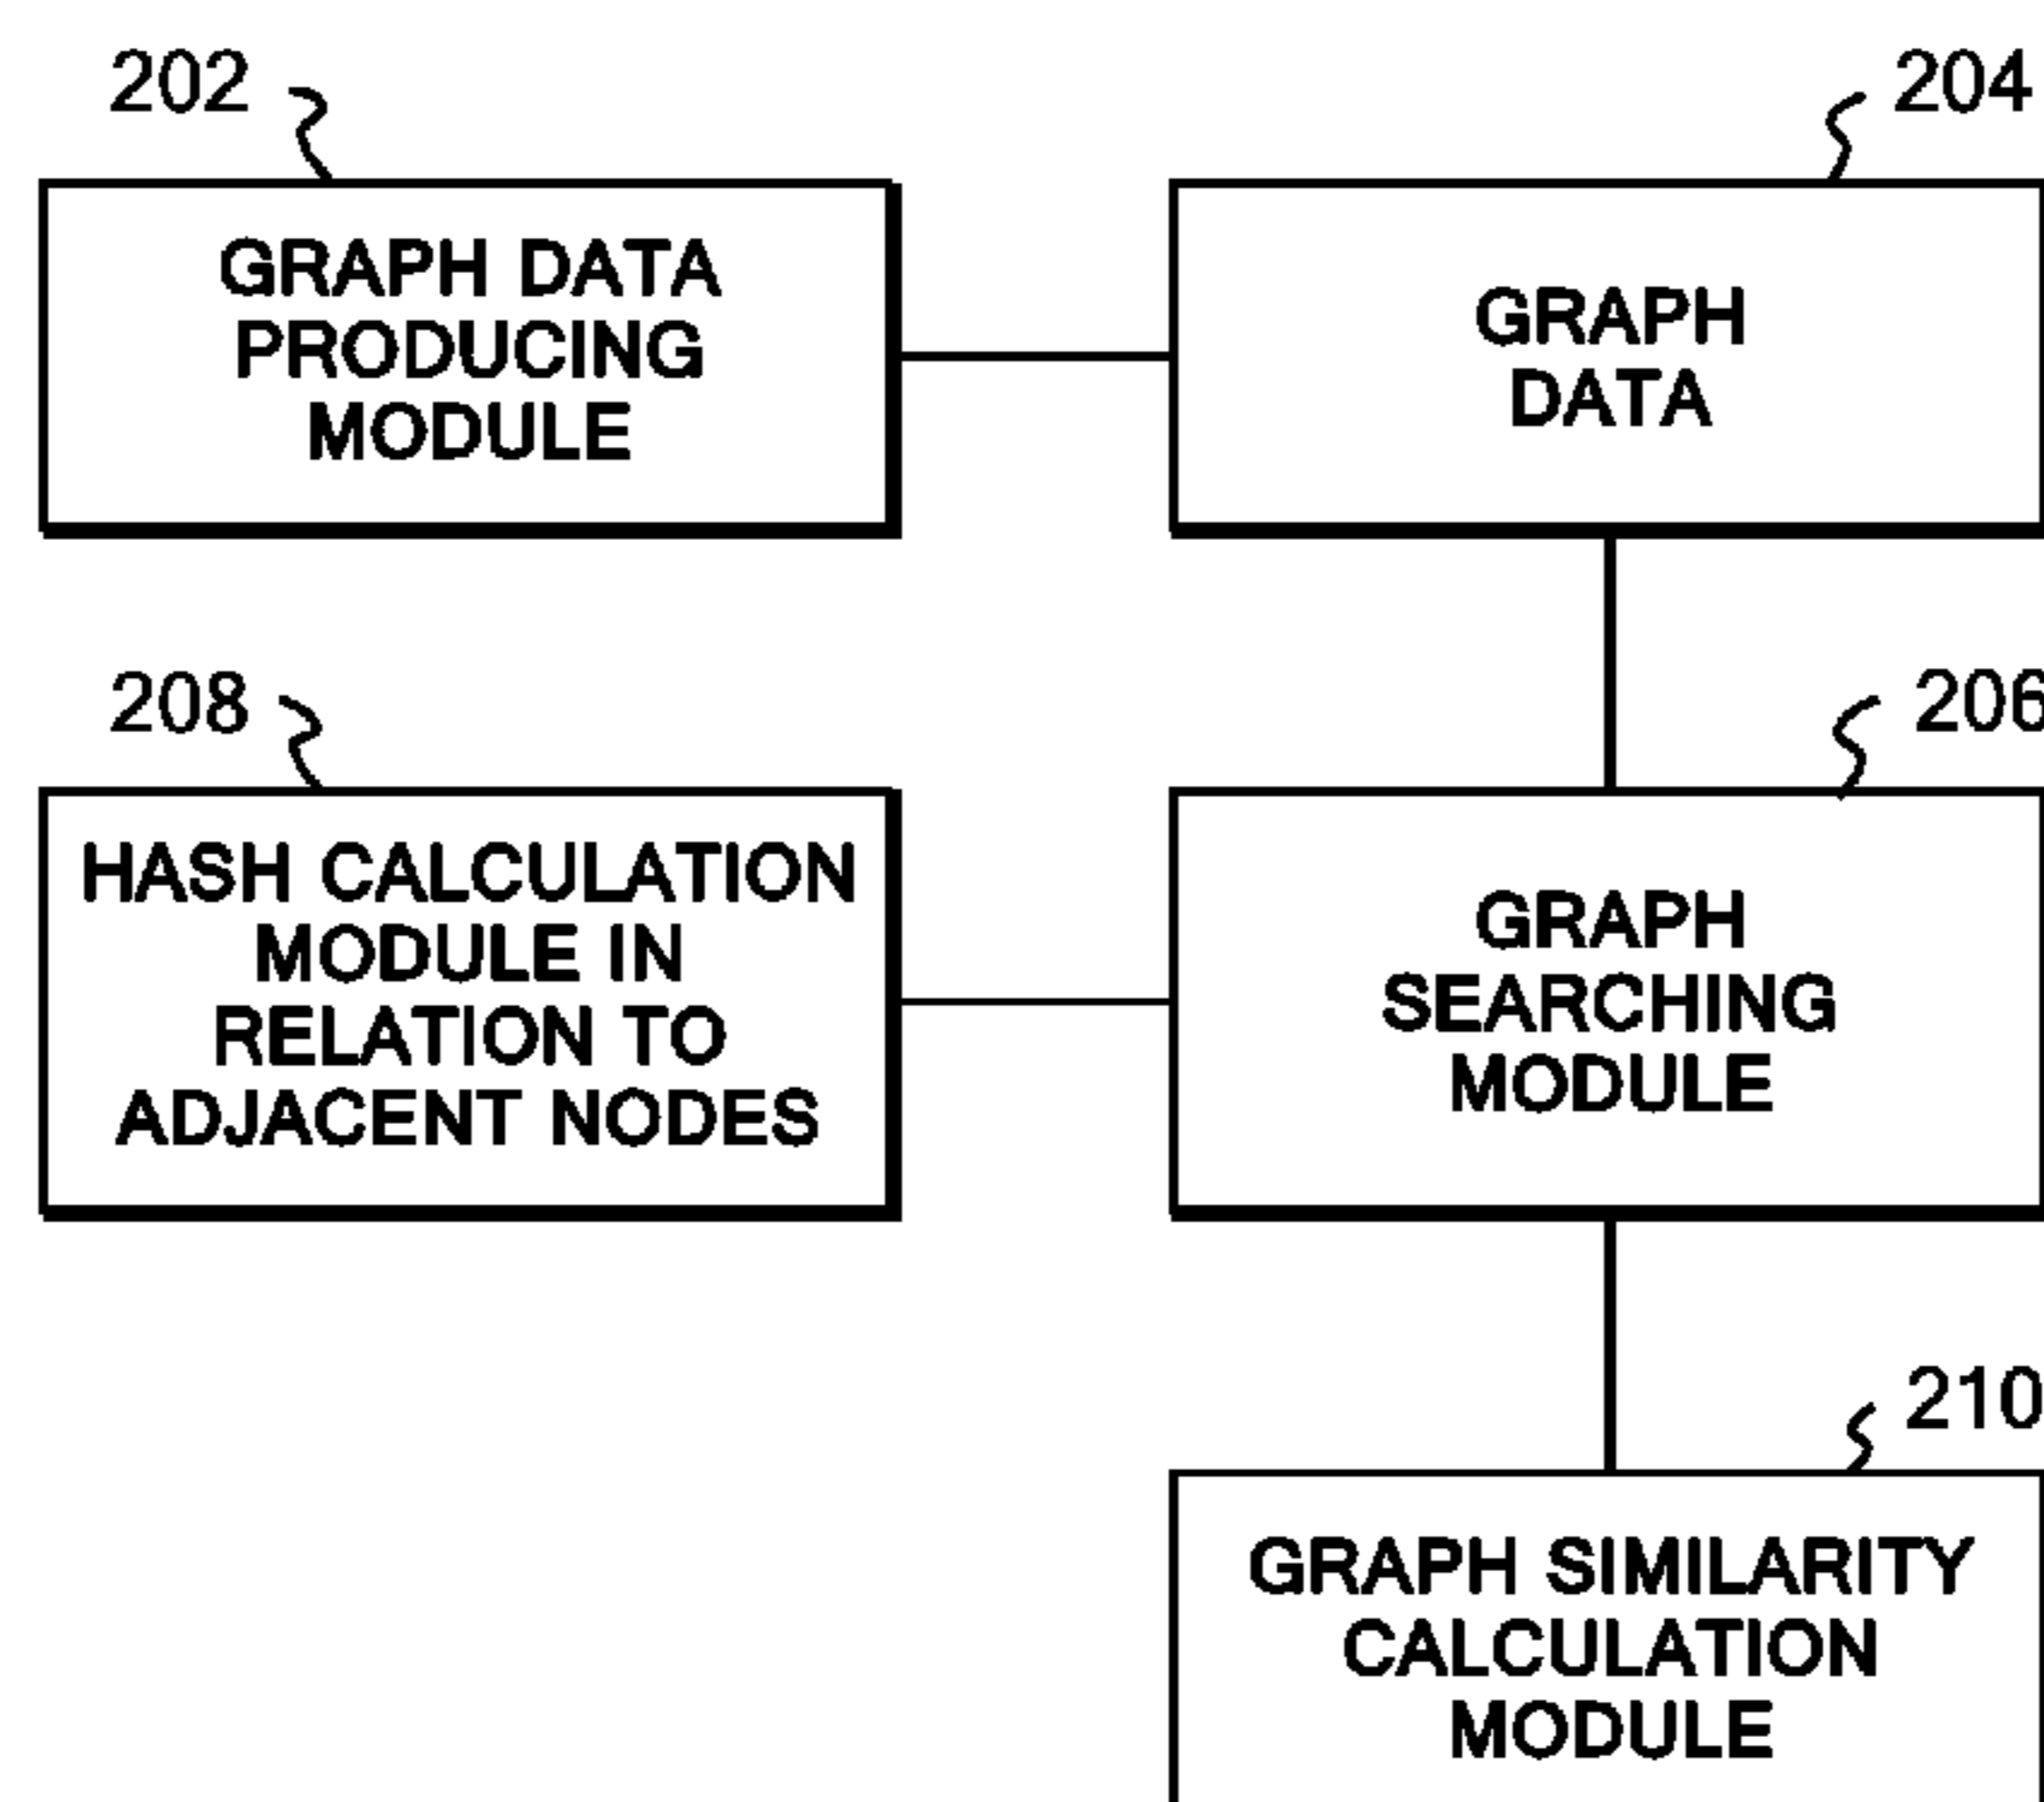 202
204
GRAPH DATA
PRODUCING
MODULE
GRAPH
DATA
208
206
HASH CALCULATION
MODULE IN
RELATION TO
ADJACENT NODES
GRAPH
SEARCHING
MODULE
210
GRAPH SIMILARITY
CALCULATION
MODULE